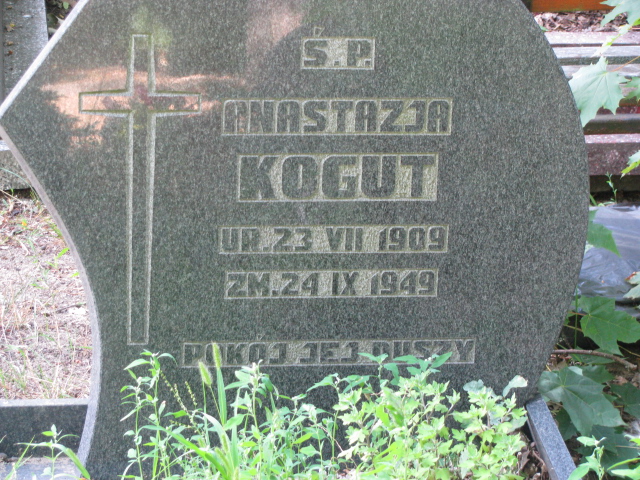 Ś.P.
ANASTAZJA
KOGUT
UR.23 VII 1909
ZM.24 IX 1949
POKÓJ JEJ DUSZY